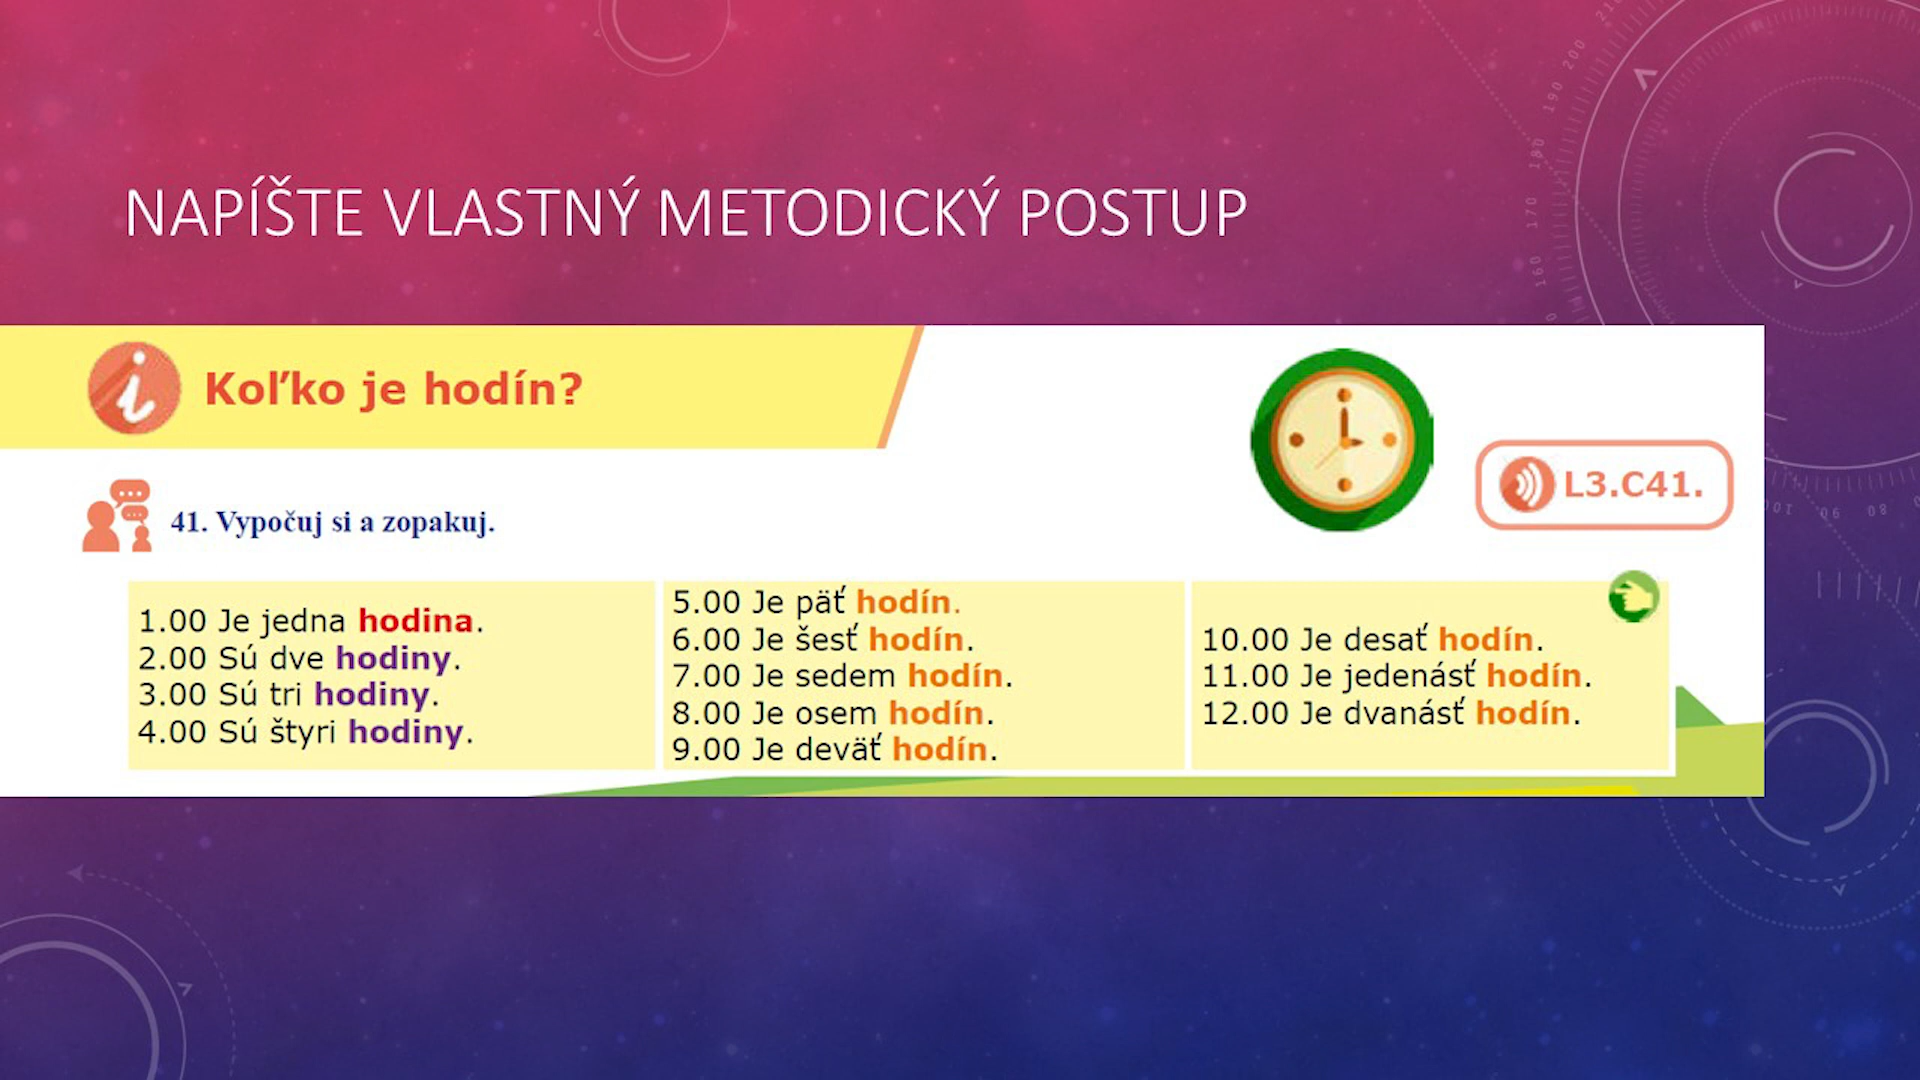 NAPÍŠTE VLASTNÝ METODICKÝ POSTUP
Koľko je hodín?
41. Vypočuj si a zopakuj.
L3.C41.
1.00 Je jedna hodina.
2.00 Sú dve hodiny.
3.00 Sú tri hodiny.
4.00 Sú štyri hodiny.
5.00 Je päť hodín.
6.00 Je šesť hodín.
7.00 Je sedem hodín.
8.00 Je osem hodín.
9.00 Je deväť hodín.
10.00 Je desať hodín.
11.00 Je jedenásť hodín.
12.00 Je dvanásť hodín.